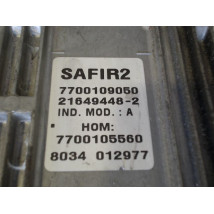 SAFIR2
7700109050
21649448-2
IND. MOD. : A
HOM:
7700105560
8034 012977